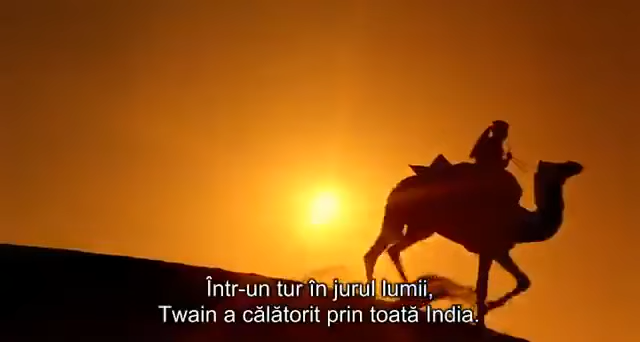 Într-un tur în jurul lumii,
Twain a călătorit prin toată India.